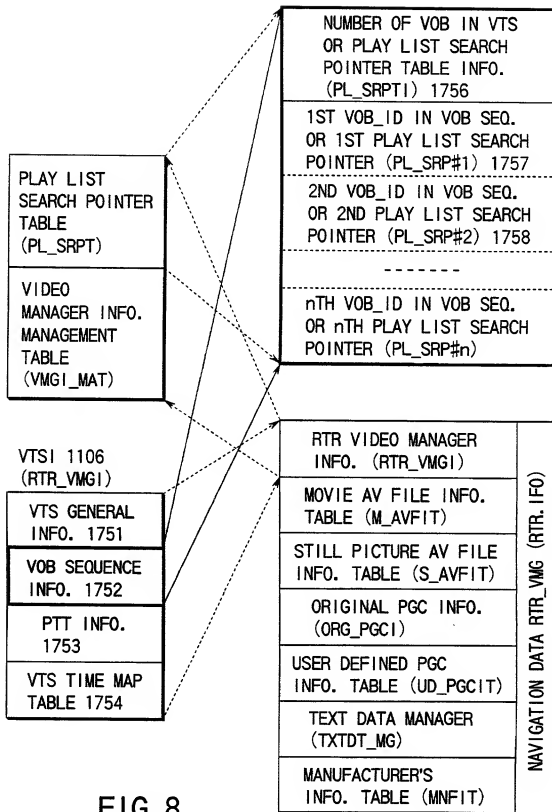 NUMBER OF VOB IN VTS
OR PLAY LIST SEARCH
POINTER TABLE INFO.
(PL_SRPTI) 1756
1ST VOB_ID IN VOB SEQ.
OR 1ST PLAY LIST SEARCH
POINTER (PL_SRP#1) 1757
2ND VOB_ID IN VOB SEQ.
OR 2ND PLAY LIST SEARCH
POINTER (PL_SRP#2) 1758
nTH VOB_ID IN VOB SEQ.
OR nTH PLAY LIST SEARCH
POINTER (PL_SRP#n)
PLAY LIST
SEARCH POINTER
TABLE
(PL_SRPT)
VIDEO
MANAGER INFO.
MANAGEMENT
TABLE
(VMGI_MAT)
VTSI 1106
(RTR_VMGI)
VTS GENERAL
INFO. 1751
VOB SEQUENCE
INFO. 1752
PTT INFO.
1753
VTS TIME MAP
TABLE 1754
RTR VIDEO MANAGER
INFO. (RTR_VMGI)
MOVIE AV FILE INFO.
TABLE (M_AVFIT)
STILL PICTURE AV FILE
INFO. TABLE (S_AVFIT)
ORIGINAL PGC INFO.
(ORG_PGCI)
USER DEFINED PGC
INFO. TABLE (UD_PGCIT)
TEXT DATA MANAGER
(TXTDT_MG)
MANUFACTURER'S
INFO. TABLE (MNFIT)
NAVIGATION DATA RTR_VMG (RTR.IFO)
FIG. 8